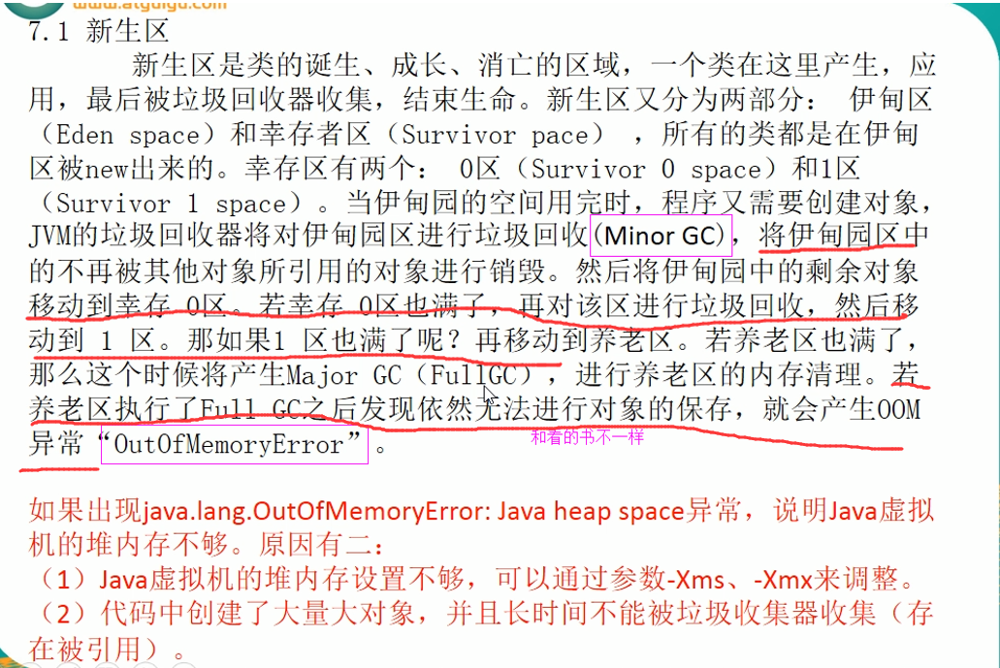 www.atguigu.com
7.1 新生区
新生区是类的诞生、成长、消亡的区域，一个类在这里产生，应
用，最后被垃圾回收器收集，结束生命。新生区又分为两部分： 伊甸区
（Eden space）和幸存者区（Survivor pace） ，所有的类都是在伊甸
区被new出来的。幸存区有两个： 0区（Survivor 0 space）和1区
（Survivor 1 space）。当伊甸园的空间用完时，程序又需要创建对象，
JVM的垃圾回收器将对伊甸园区进行垃圾回收(Minor GC)，将伊甸园区中
的不再被其他对象所引用的对象进行销毁。然后将伊甸园中的剩余对象
移动到幸存 0区。若幸存 0区也满了，再对该区进行垃圾回收，然后移
动到 1 区。那如果1 区也满了呢？再移动到养老区。若养老区也满了，
那么这个时候将产生Major GC（FullGC），进行养老区的内存清理。若
养老区执行了Full GC之后发现依然无法进行对象的保存，就会产生OOM
异常“OutOfMemoryError”。
和看的书不一样
如果出现java.lang.OutOfMemoryError: Java heap space异常，说明Java虚拟
机的堆内存不够。原因有二：
（1）Java虚拟机的堆内存设置不够，可以通过参数-Xms、-Xmx来调整。
（2）代码中创建了大量大对象，并且长时间不能被垃圾收集器收集（存
在被引用）。